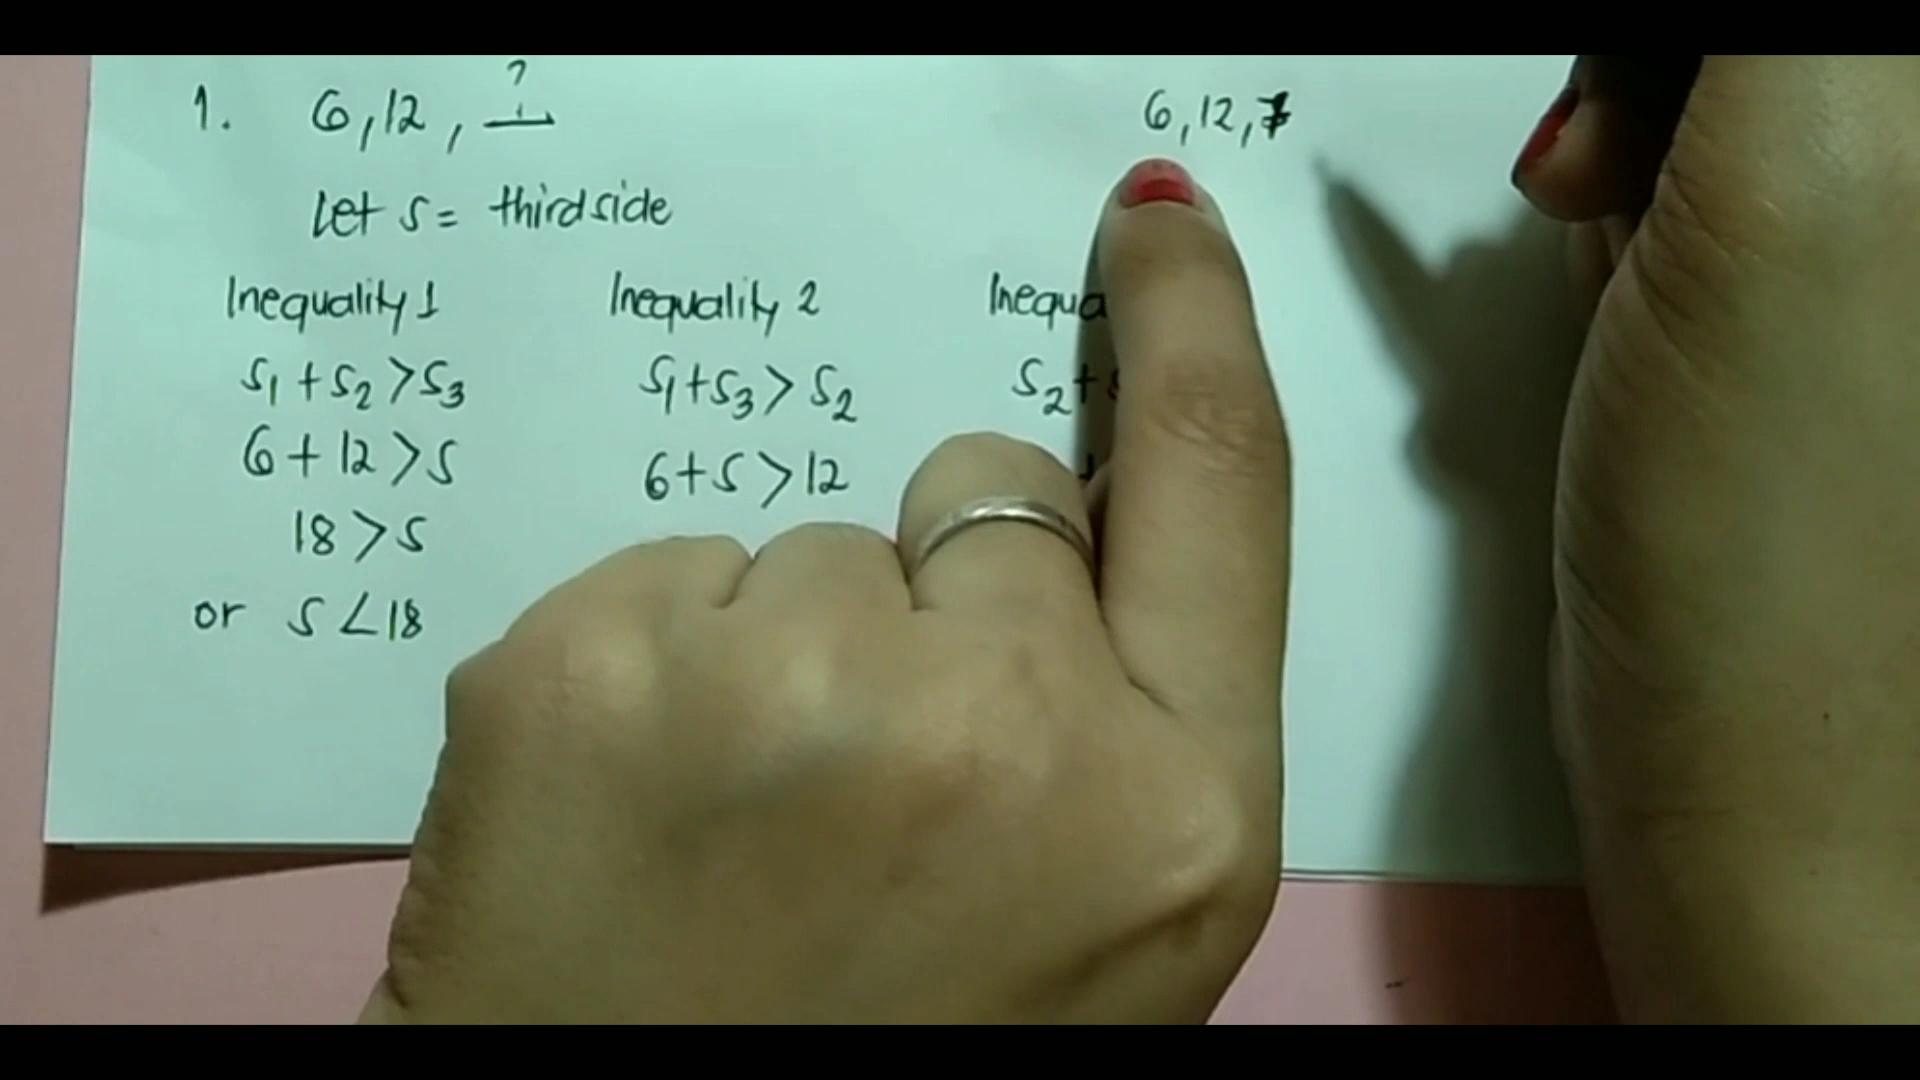 1. 6, 12, ?
6, 12,
Let s = third side
Inequality 1
s1 + s2 > s3
6 + 12 > s
18 > s
or s < 18
Inequality 2
s1 + s3 > s2
6 + s > 12
s2 +